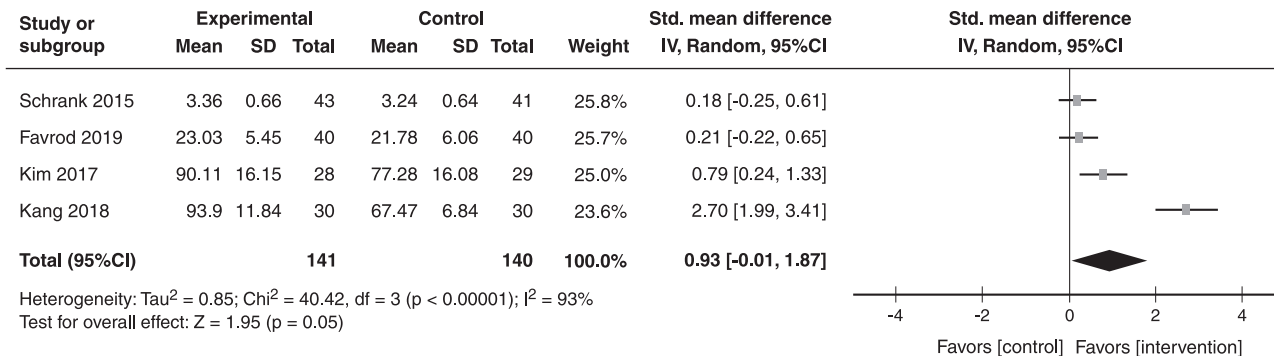 Study or subgroup Experimental Control Std. mean difference Std. mean difference
Mean SD Total Mean SD Total Weight IV, Random, 95%CI IV, Random, 95%CI
Schrank 2015 3.36 0.66 43 3.24 0.64 41 25.8% 0.18 [-0.25, 0.61]
Favrod 2019 23.03 5.45 40 21.78 6.06 40 25.7% 0.21 [-0.22, 0.65]
Kim 2017 90.11 16.15 28 77.28 16.08 29 25.0% 0.79 [0.24, 1.33]
Kang 2018 93.9 11.84 30 67.47 6.84 30 23.6% 2.70 [1.99, 3.41]
Total (95%CI) 141 140 100.0% 0.93 [-0.01, 1.87]
Heterogeneity: Tau² = 0.85; Chi² = 40.42, df = 3 (p < 0.00001); I² = 93%
Test for overall effect: Z = 1.95 (p = 0.05)
-4 -2 0 2 4
Favors [control] Favors [intervention]